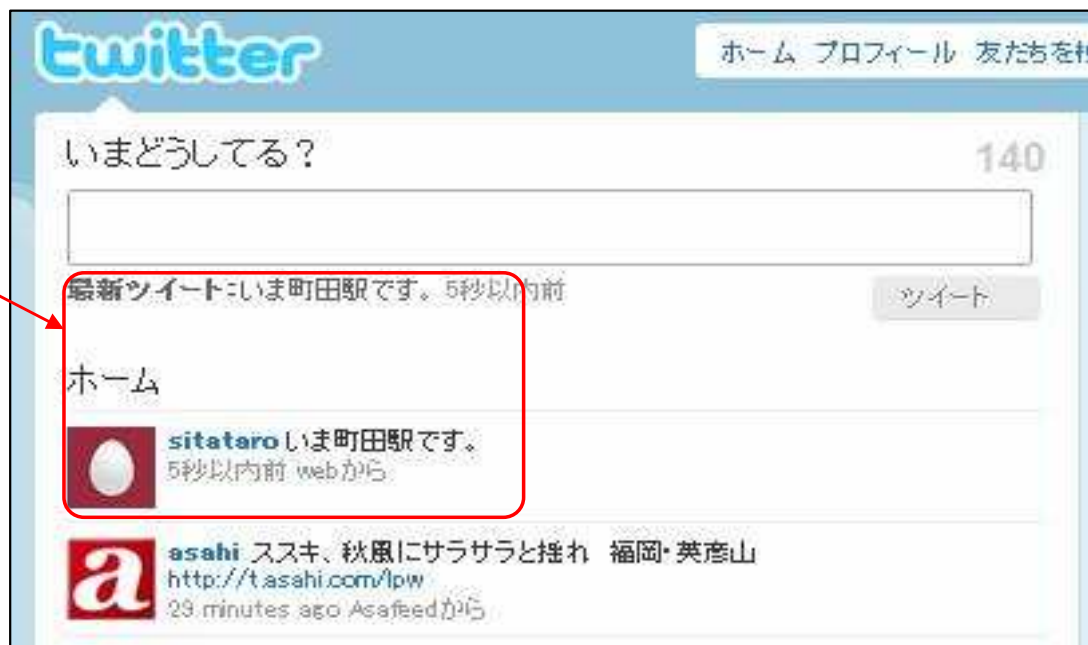 twitter
ホーム プロフィール 友だちを検
いまどうしてる？
140
最新ツイート:いま町田駅です。 5秒以内前
ツイート
ホーム
sitataro いま町田駅です。
5秒以内前 webから
asahi ススキ、秋風にサラサラと揺れ 福岡・英彦山
http://t.asahi.com/lpw
29 minutes ago Asafeedから